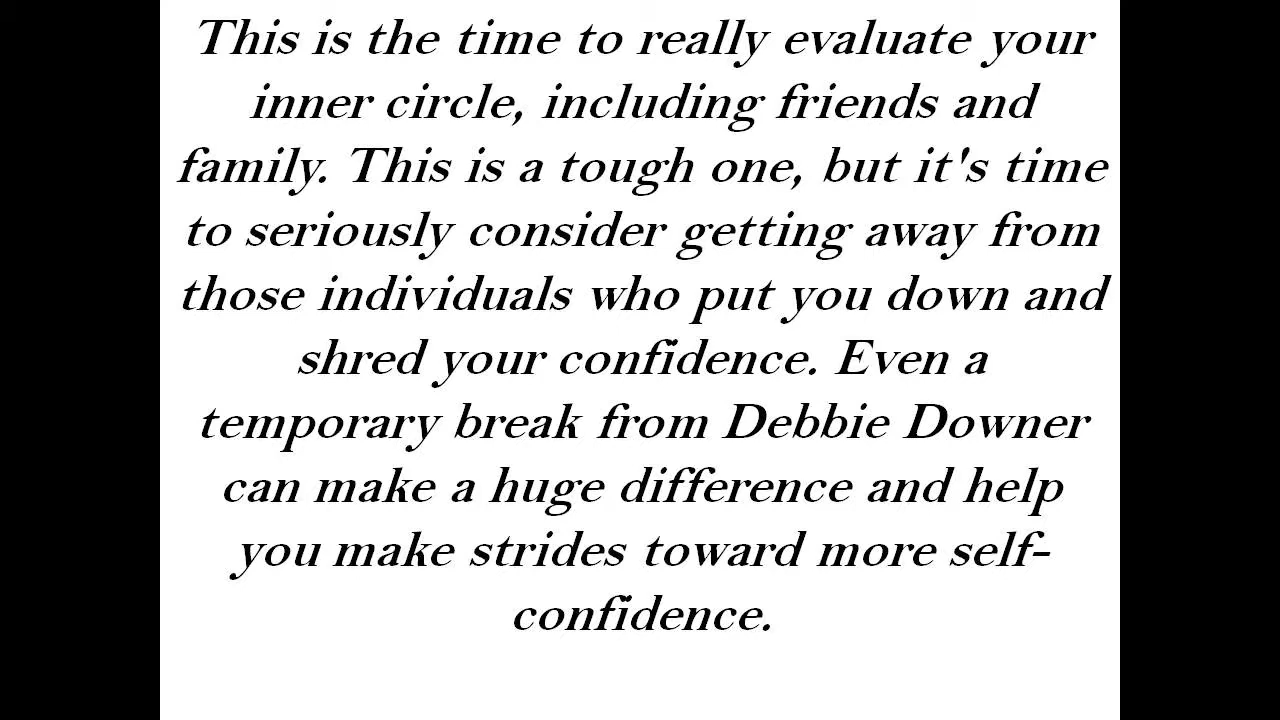 This is the time to really evaluate your
inner circle, including friends and
family. This is a tough one, but it's time
to seriously consider getting away from
those individuals who put you down and
shred your confidence. Even a
temporary break from Debbie Downer
can make a huge difference and help
you make strides toward more self-
confidence.